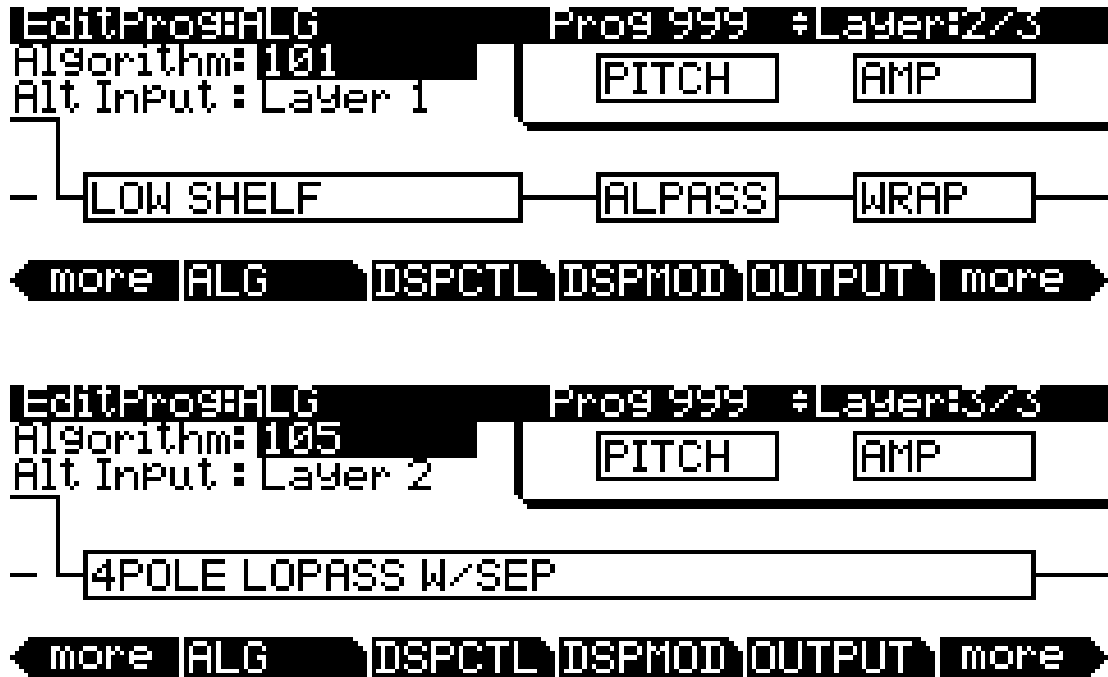 EditProg:ALG Prog 999 ⬍Layer:2/3
Algorithm:101
Alt Input :Layer 1
PITCH AMP
LOW SHELF ALPASS WRAP
more ALG DSPCTL DSPMOD OUTPUT more
EditProg:ALG Prog 999 ⬍Layer:3/3
Algorithm:105
Alt Input :Layer 2
PITCH AMP
4POLE LOPASS W/SEP
more ALG DSPCTL DSPMOD OUTPUT more